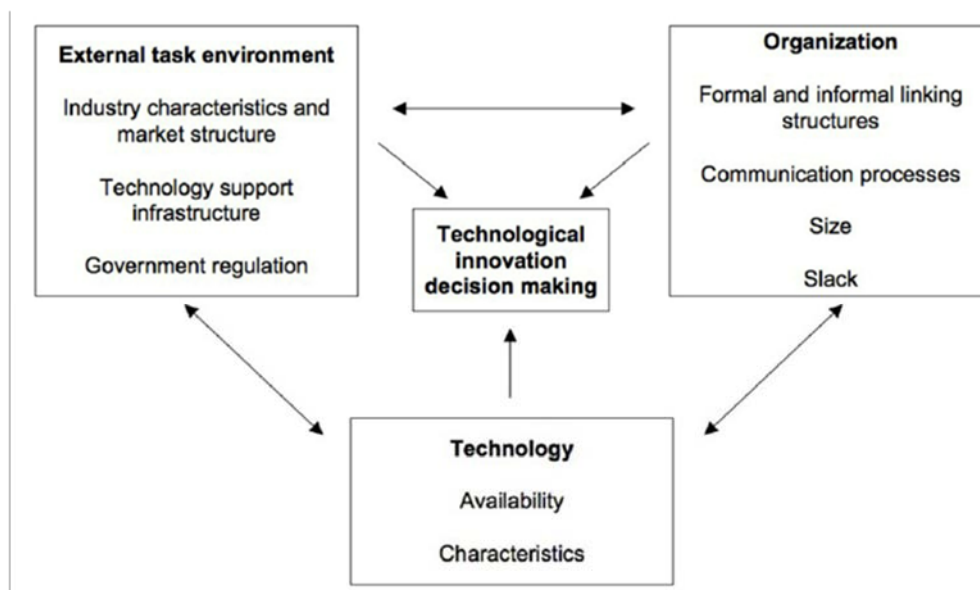 External task environment
Industry characteristics and
market structure
Technology support
infrastructure
Government regulation
Organization
Formal and informal linking
structures
Communication processes
Size
Slack
Technological
innovation
decision making
Technology
Availability
Characteristics